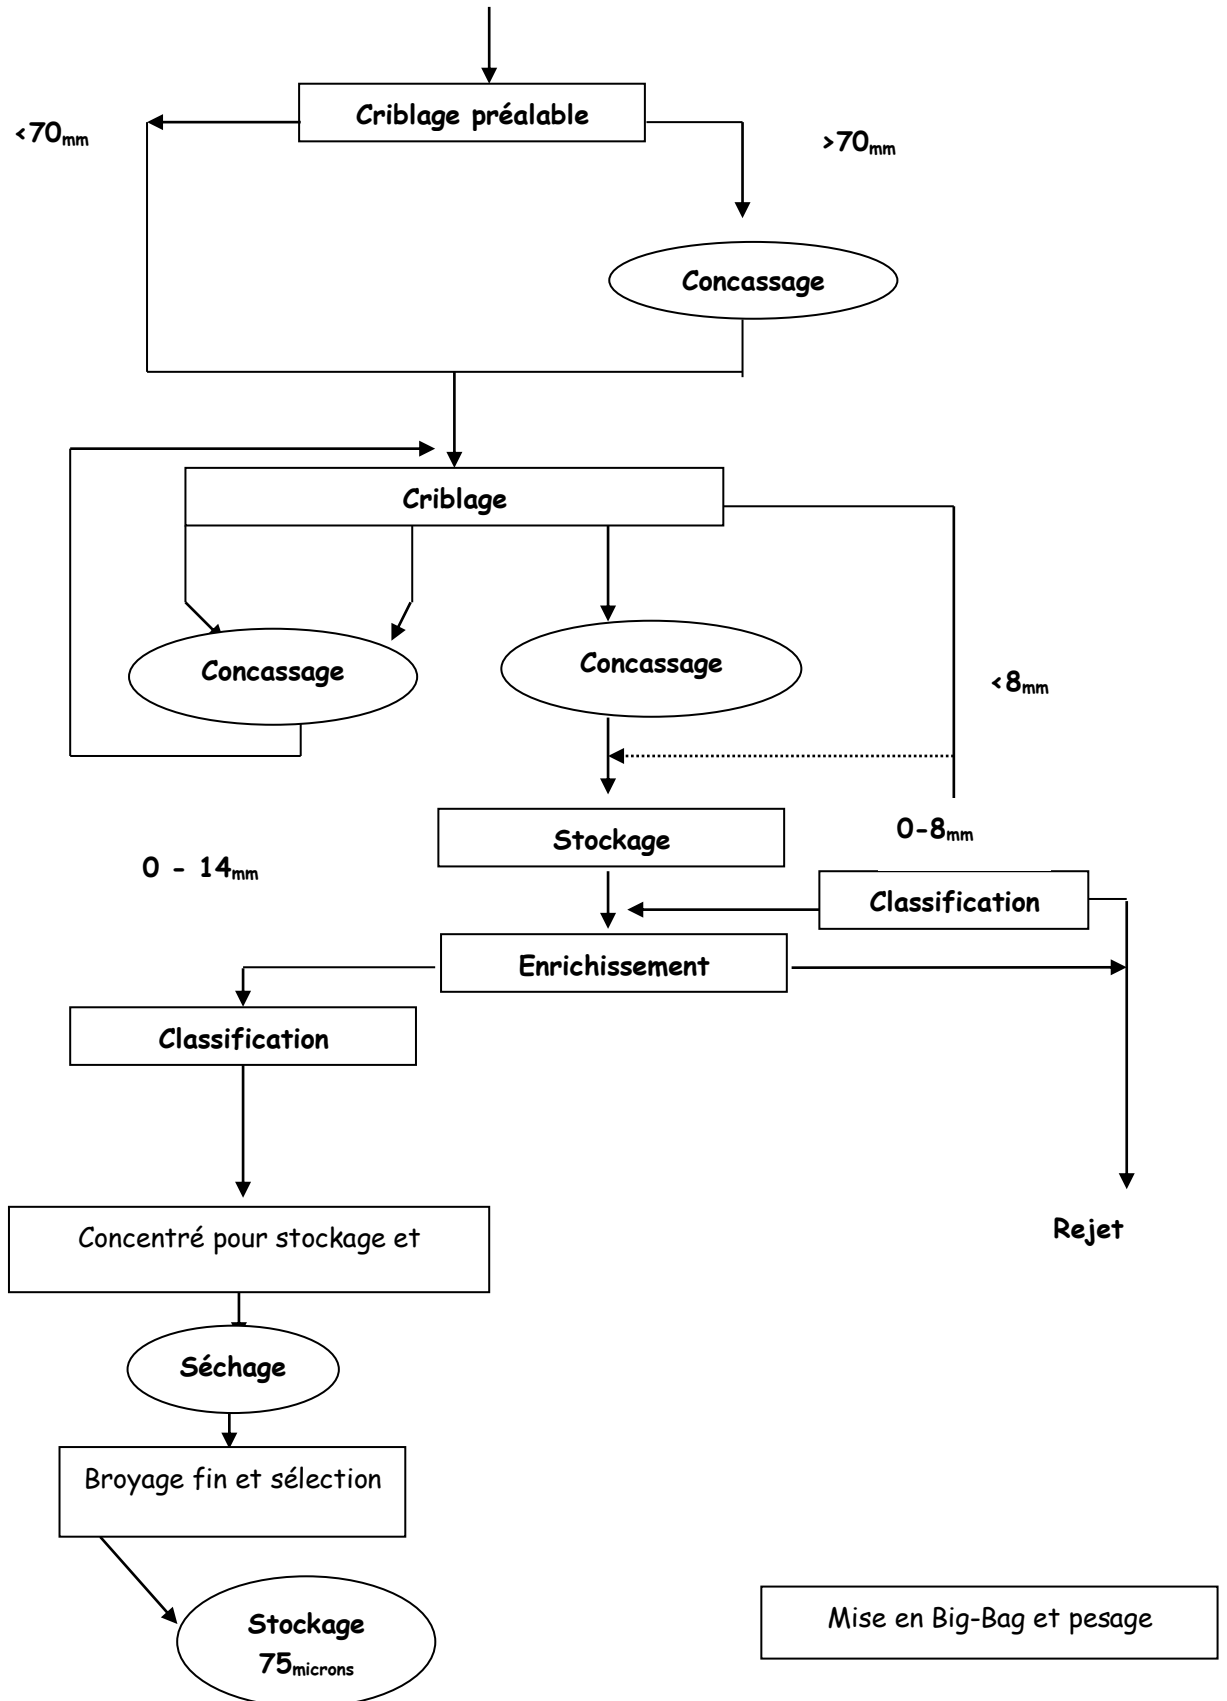 Criblage préalable
<70mm
>70mm
Concassage
Criblage
Concassage
Concassage
<8mm
Stockage
0-8mm
0 - 14mm
Classification
Enrichissement
Classification
Concentré pour stockage et
Rejet
Séchage
Broyage fin et sélection
Stockage
75microns
Mise en Big-Bag et pesage